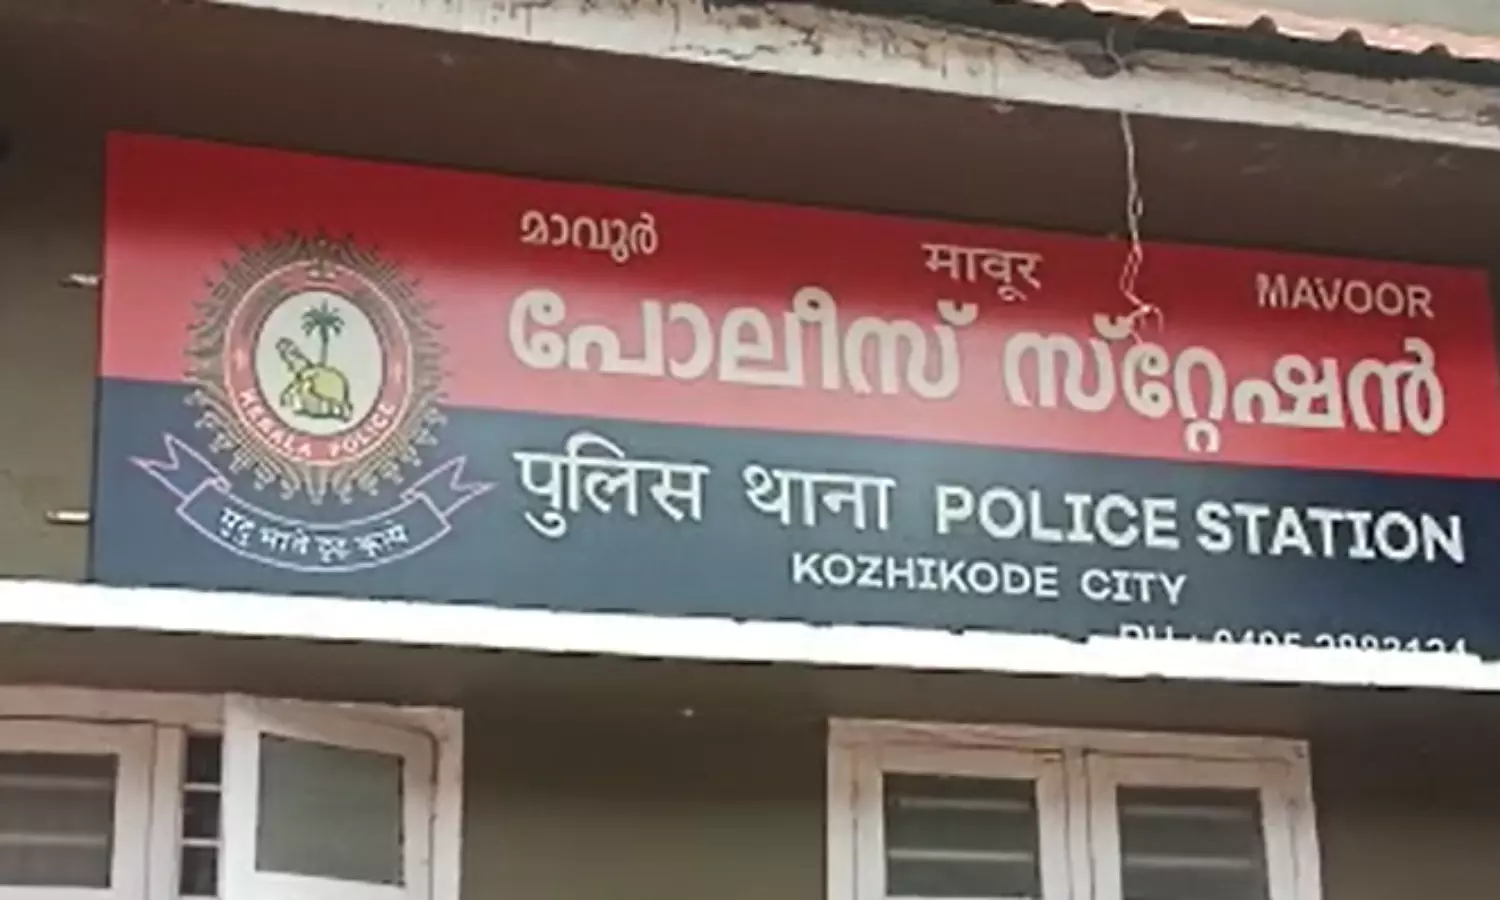 മാവൂർ मावूर MAVOOR
പോലീസ് സ്റ്റേഷൻ
पुलिस थाना POLICE STATION
KOZHIKODE CITY
KERALA POLICE
मृदु भावे दृढ कृत्ये